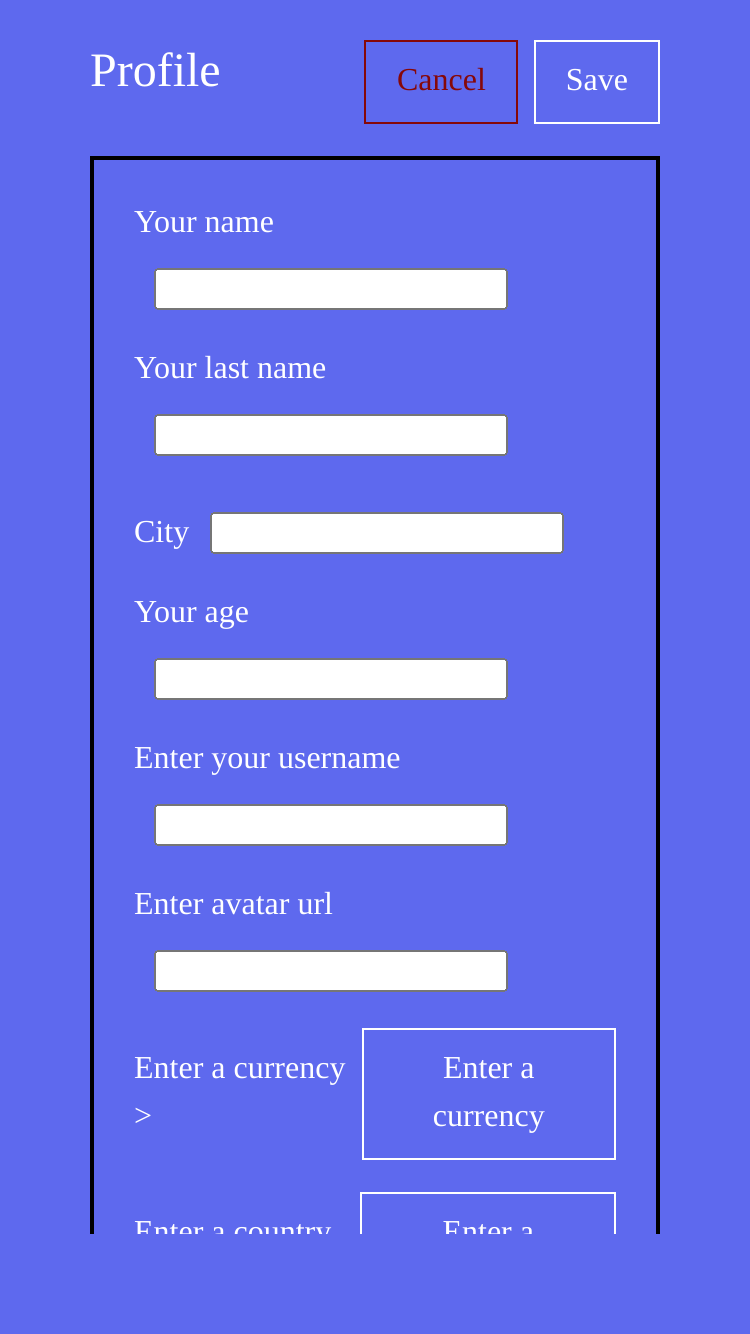 Profile
Cancel
Save
Your name
Your last name
City
Your age
Enter your username
Enter avatar url
Enter a currency
>
Enter a
currency
Enter a country
Enter a